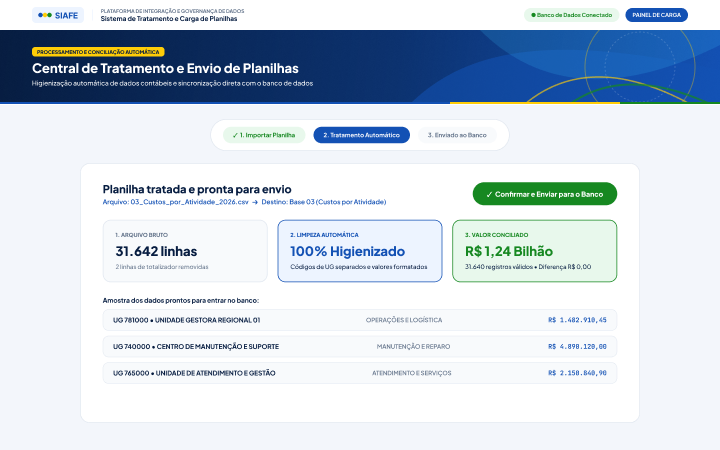 SIAFE
PLATAFORMA DE INTEGRAÇÃO E GOVERNANÇA DE DADOS
Sistema de Tratamento e Carga de Planilhas
Banco de Dados Conectado
PAINEL DE CARGA
PROCESSAMENTO E CONCILIAÇÃO AUTOMÁTICA
Central de Tratamento e Envio de Planilhas
Higienização automática de dados contábeis e sincronização direta com o banco de dados
✓ 1. Importar Planilha
2. Tratamento Automático
3. Enviado ao Banco
Planilha tratada e pronta para envio
Arquivo: 03_Custos_por_Atividade_2026.csv → Destino: Base 03 (Custos por Atividade)
✓ Confirmar e Enviar para o Banco
1. ARQUIVO BRUTO
31.642 linhas
2 linhas de totalizador removidas
2. LIMPEZA AUTOMÁTICA
100% Higienizado
Códigos de UG separados e valores formatados
3. VALOR CONCILIADO
R$ 1,24 Bilhão
31.640 registros válidos • Diferença R$ 0,00
Amostra dos dados prontos para entrar no banco:
UG 781000 • UNIDADE GESTORA REGIONAL 01 OPERAÇÕES E LOGÍSTICA R$ 1.482.910,45
UG 740000 • CENTRO DE MANUTENÇÃO E SUPORTE MANUTENÇÃO E REPARO R$ 4.890.120,00
UG 765000 • UNIDADE DE ATENDIMENTO E GESTÃO ATENDIMENTO E SERVIÇOS R$ 2.150.840,90